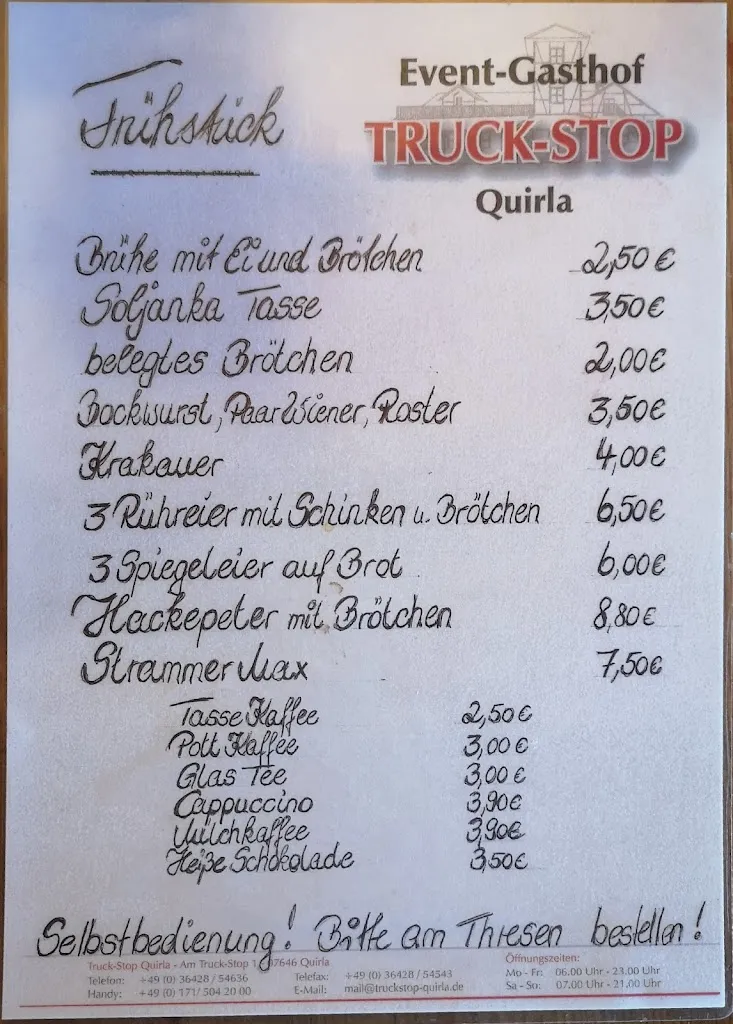 Frühstück
Event-Gasthof
TRUCK-STOP
Quirla
Brühe mit Ei und Brötchen 2,50 €
Soljanka Tasse 3,50 €
belegtes Brötchen 2,00 €
Bockwurst, Paar Wiener, Roster 3,50 €
Krakauer 4,00 €
3 Rühreier mit Schinken u. Brötchen 6,50 €
3 Spiegeleier auf Brot 6,00 €
Hackepeter mit Brötchen 8,80 €
Strammer Max 7,50 €
Tasse Kaffee 2,50 €
Pott Kaffee 3,00 €
Glas Tee 3,00 €
Cappuccino 3,90 €
Milchkaffee 3,90 €
Heiße Schokolade 3,50 €
Selbstbedienung! Bitte am Thresen bestellen!
Truck-Stop Quirla - Am Truck-Stop 1 07646 Quirla
Telefon: +49 (0) 36428 / 54636 Telefax: +49 (0) 36428 / 54543
Handy: +49 (0) 171/ 504 20 00 E-Mail: mail@truckstop-quirla.de
Öffnungszeiten:
Mo - Fr: 06.00 Uhr - 23.00 Uhr
Sa - So: 07.00 Uhr - 21.00 Uhr